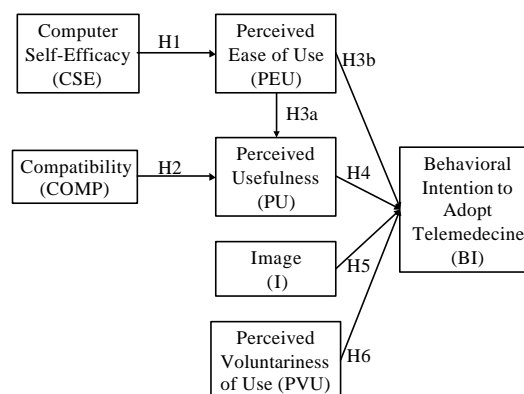 Computer
Self-Efficacy
(CSE)
H1
Perceived
Ease of Use
(PEU)
H3b
H3a
Compatibility
(COMP)
H2
Perceived
Usefulness
(PU)
H4
Behavioral
Intention to
Adopt
Telemedecine
(BI)
Image
(I)
H5
Perceived
Voluntariness
of Use (PVU)
H6